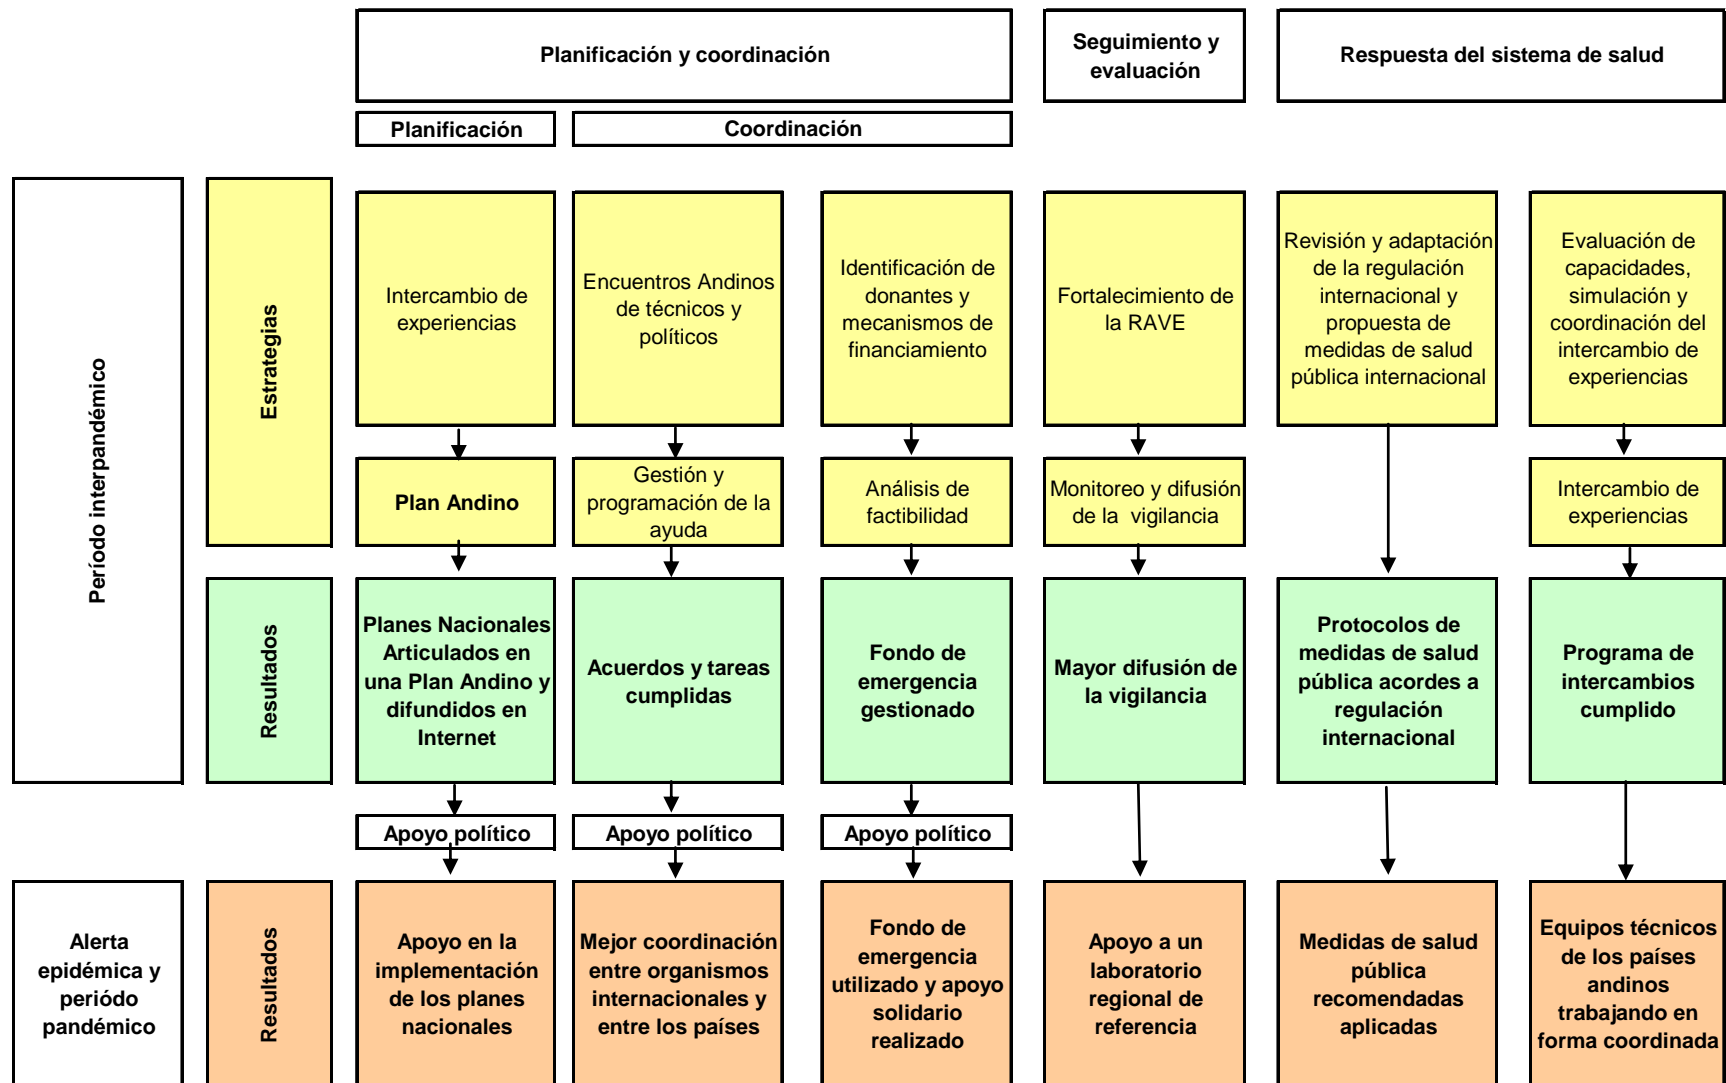 Planificación y coordinación
Seguimiento y
evaluación
Respuesta del sistema de salud
Planificación
Coordinación
Período interpandémico
Estrategias
Intercambio de
experiencias
Encuentros Andinos
de técnicos y
políticos
Identificación de
donantes y
mecanismos de
financiamiento
Fortalecimiento de
la RAVE
Revisión y adaptación
de la regulación
internacional y
propuesta de
medidas de salud
pública internacional
Evaluación de
capacidades,
simulación y
coordinación del
intercambio de
experiencias
Plan Andino
Gestión y
programación de la
ayuda
Análisis de
factibilidad
Monitoreo y difusión
de la vigilancia
Intercambio de
experiencias
Resultados
Planes Nacionales
Articulados en
una Plan Andino y
difundidos en
Internet
Acuerdos y tareas
cumplidas
Fondo de
emergencia
gestionado
Mayor difusión de
la vigilancia
Protocolos de
medidas de salud
pública acordes a
regulación
internacional
Programa de
intercambios
cumplido
Apoyo político
Apoyo político
Apoyo político
Alerta
epidémica y
periódo
pandémico
Resultados
Apoyo en la
implementación
de los planes
nacionales
Mejor coordinación
entre organismos
internacionales y
entre los países
Fondo de
emergencia
utilizado y apoyo
solidario
realizado
Apoyo a un
laboratorio
regional de
referencia
Medidas de salud
pública
recomendadas
aplicadas
Equipos técnicos
de los países
andinos
trabajando en
forma coordinada